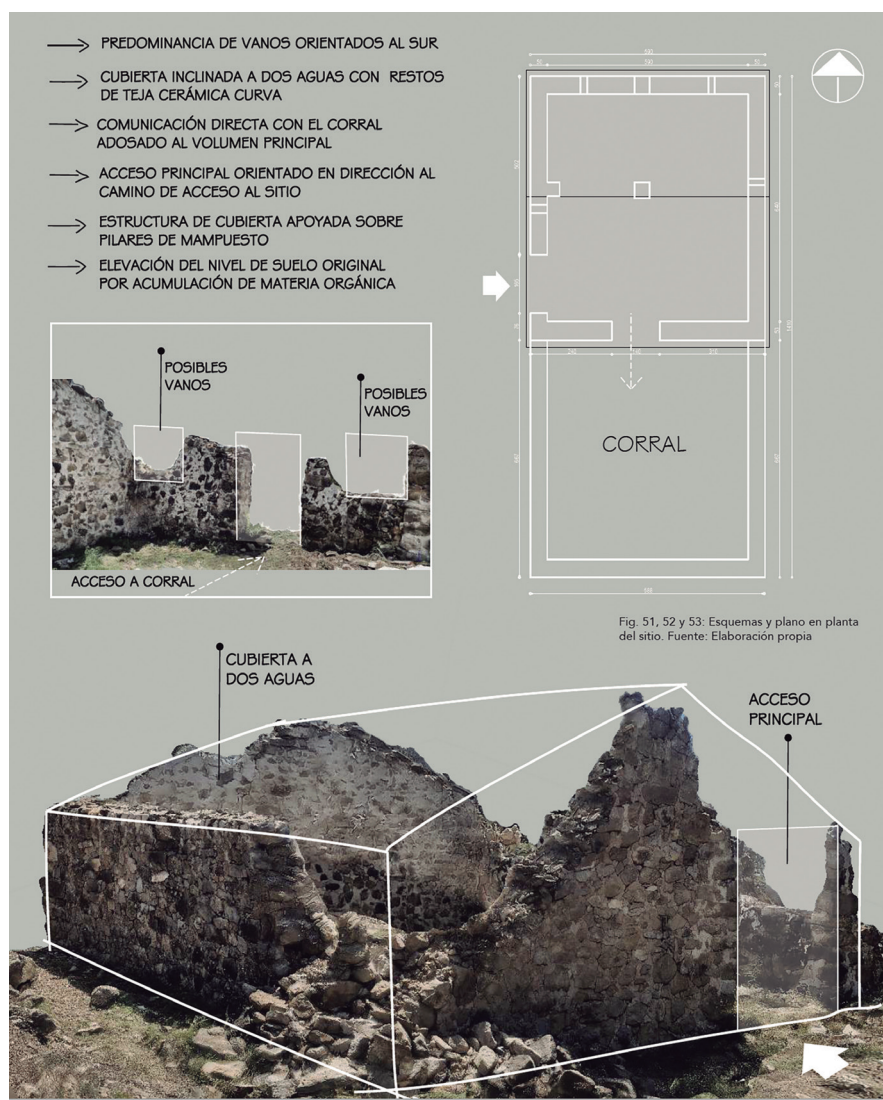 PREDOMINANCIA DE VANOS ORIENTADOS AL SUR
CUBIERTA INCLINADA A DOS AGUAS CON RESTOS
DE TEJA CERÁMICA CURVA
COMUNICACIÓN DIRECTA CON EL CORRAL
ADOSADO AL VOLUMEN PRINCIPAL
ACCESO PRINCIPAL ORIENTADO EN DIRECCIÓN AL
CAMINO DE ACCESO AL SITIO
ESTRUCTURA DE CUBIERTA APOYADA SOBRE
PILARES DE MAMPUESTO
ELEVACIÓN DEL NIVEL DE SUELO ORIGINAL
POR ACUMULACIÓN DE MATERIA ORGÁNICA
POSIBLES
VANOS
POSIBLES
VANOS
ACCESO A CORRAL
CORRAL
Fig. 51, 52 y 53: Esquemas y plano en planta
del sitio. Fuente: Elaboración propia
CUBIERTA A
DOS AGUAS
ACCESO
PRINCIPAL